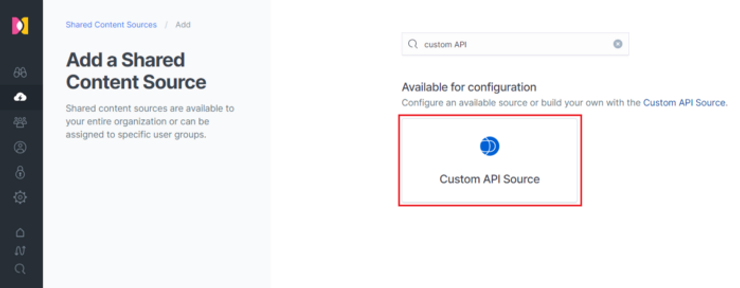 Shared Content Sources / Add
Add a Shared
Content Source
Shared content sources are available to
your entire organization or can be
assigned to specific user groups.
custom API
Available for configuration
Configure an available source or build your own with the Custom API Source.
Custom API Source